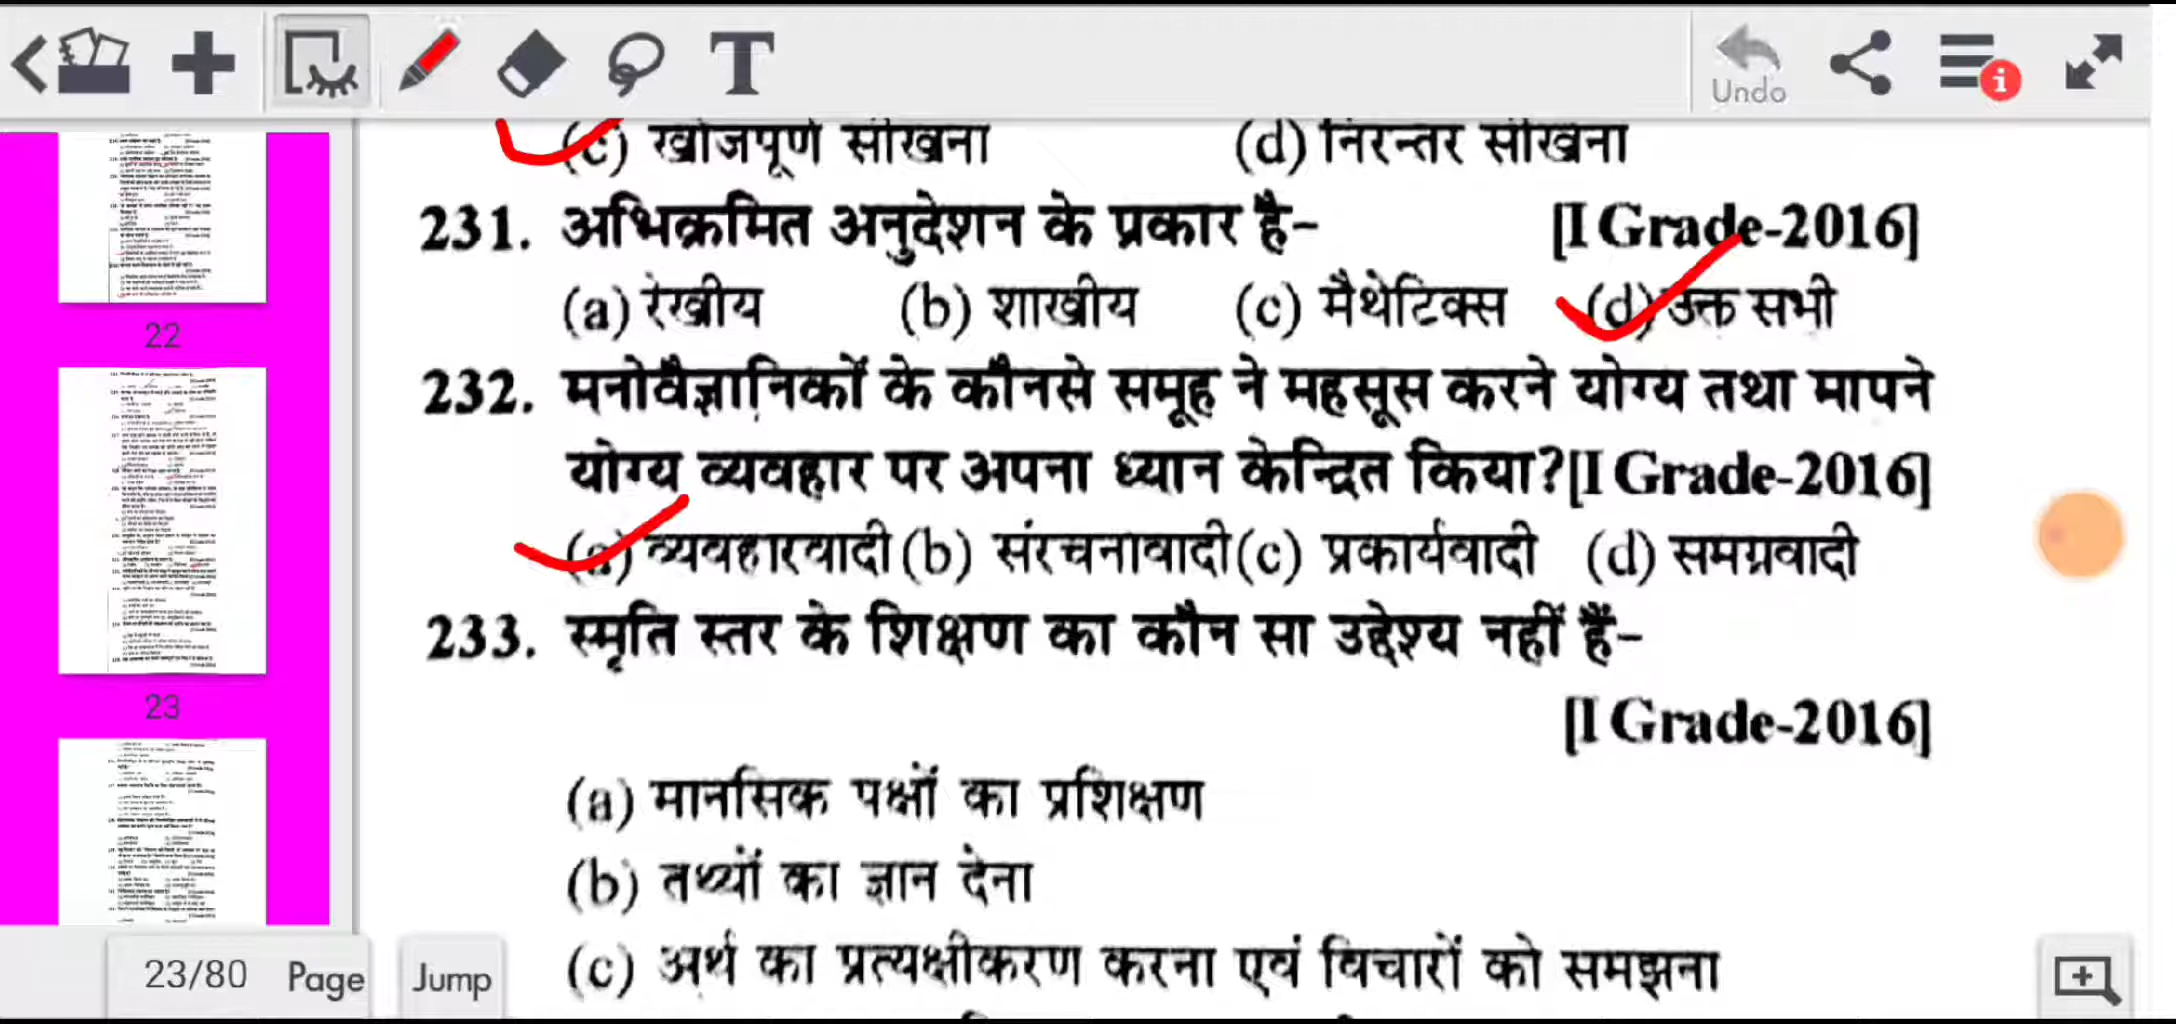 Undo
(c) खोजपूर्ण सीखना (d) निरन्तर सीखना
231. अभिक्रमित अनुदेशन के प्रकार है- [I Grade-2016]
(a) रेखीय (b) शाखीय (c) मैथेटिक्स (d) उक्त सभी
232. मनोवैज्ञानिकों के कौनसे समूह ने महसूस करने योग्य तथा मापने
योग्य व्यवहार पर अपना ध्यान केन्द्रित किया?[I Grade-2016]
(a) व्यवहारवादी (b) संरचनावादी (c) प्रकार्यवादी (d) समग्रवादी
233. स्मृति स्तर के शिक्षण का कौन सा उद्देश्य नहीं हैं-
[I Grade-2016]
(a) मानसिक पक्षों का प्रशिक्षण
(b) तथ्यों का ज्ञान देना
(c) अर्थ का प्रत्यक्षीकरण करना एवं विचारों को समझना
22
23
23/80 Page Jump